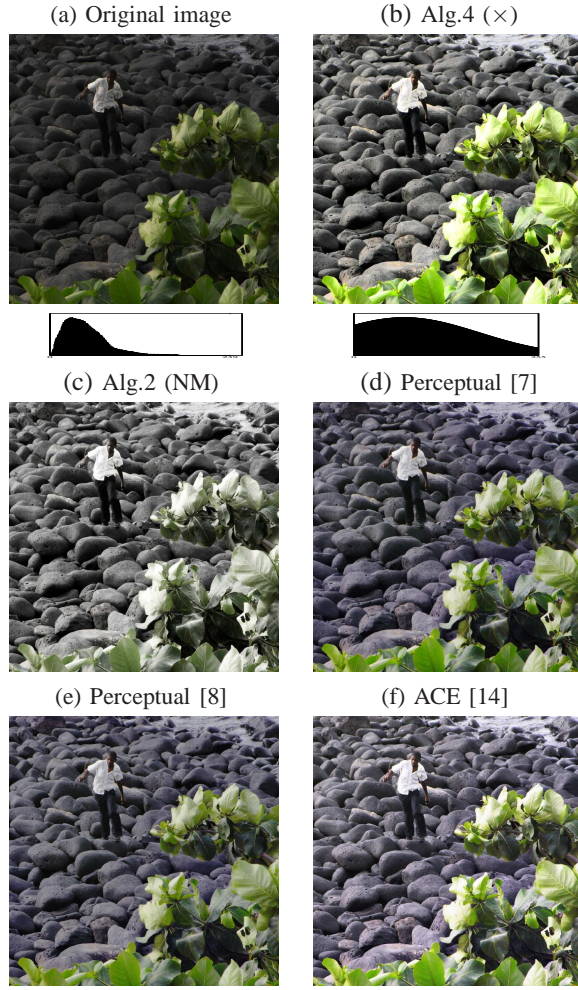 (a) Original image
(b) Alg.4 (×)
(c) Alg.2 (NM)
(d) Perceptual [7]
(e) Perceptual [8]
(f) ACE [14]